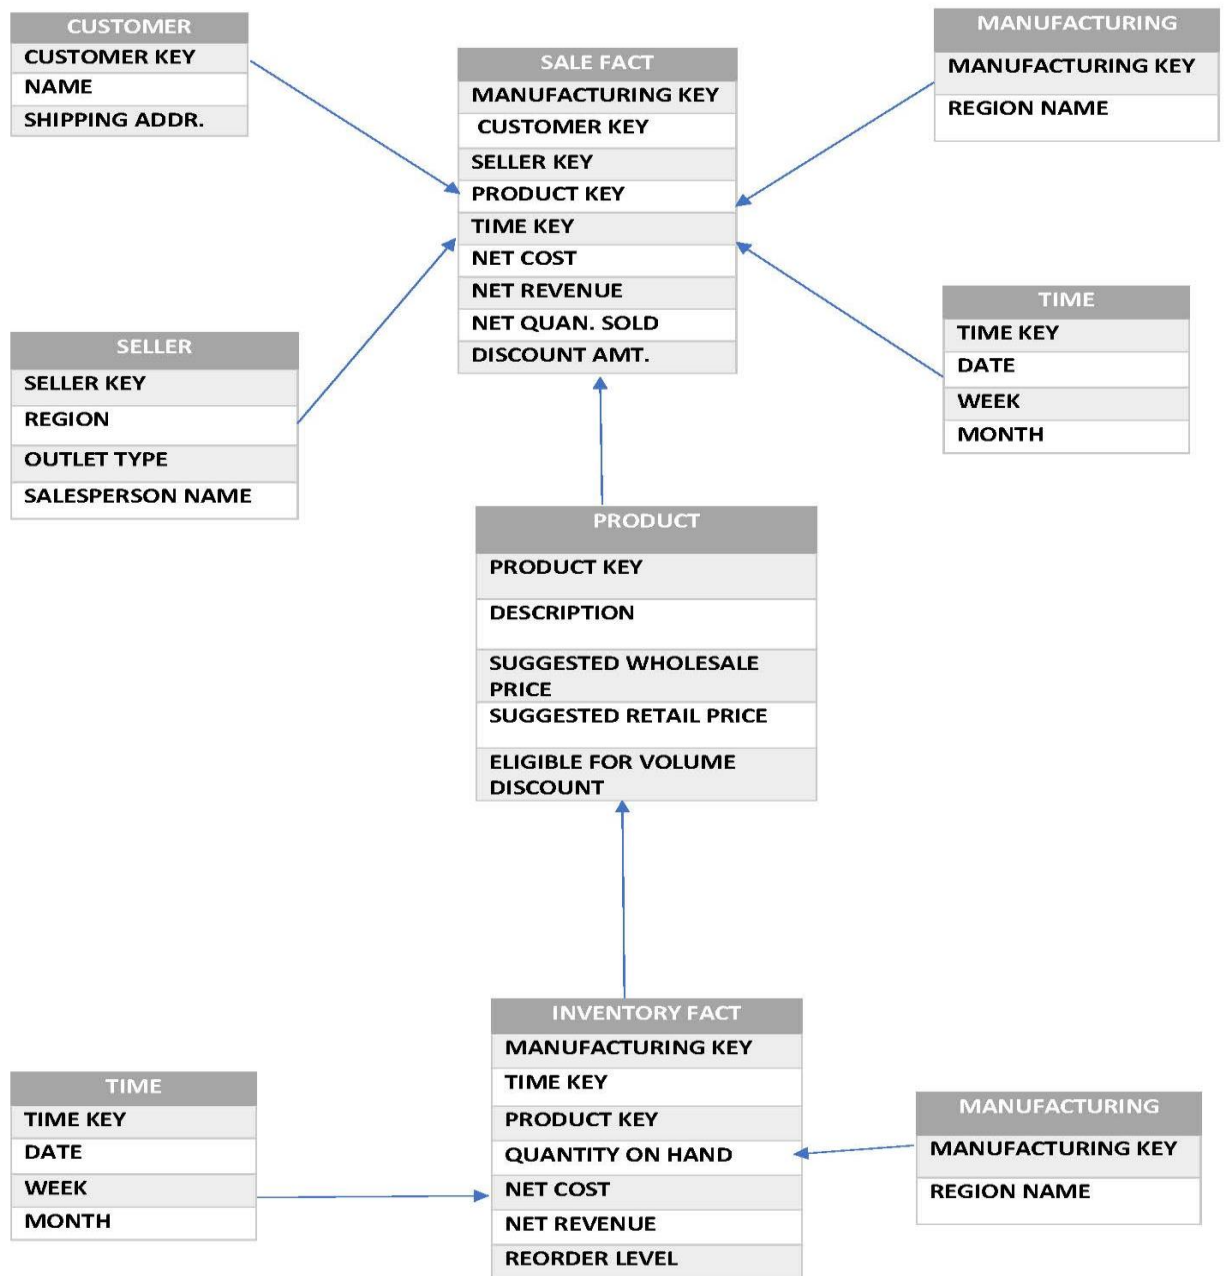 CUSTOMER
CUSTOMER KEY
NAME
SHIPPING ADDR.
SALE FACT
MANUFACTURING KEY
CUSTOMER KEY
SELLER KEY
PRODUCT KEY
TIME KEY
NET COST
NET REVENUE
NET QUAN. SOLD
DISCOUNT AMT.
MANUFACTURING
MANUFACTURING KEY
REGION NAME
SELLER
SELLER KEY
REGION
OUTLET TYPE
SALESPERSON NAME
TIME
TIME KEY
DATE
WEEK
MONTH
PRODUCT
PRODUCT KEY
DESCRIPTION
SUGGESTED WHOLESALE
PRICE
SUGGESTED RETAIL PRICE
ELIGIBLE FOR VOLUME
DISCOUNT
INVENTORY FACT
MANUFACTURING KEY
TIME KEY
PRODUCT KEY
QUANTITY ON HAND
NET COST
NET REVENUE
REORDER LEVEL
TIME
TIME KEY
DATE
WEEK
MONTH
MANUFACTURING
MANUFACTURING KEY
REGION NAME